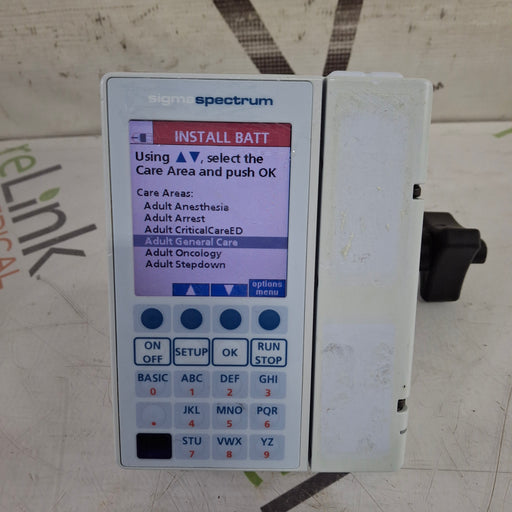 sigmaspectrum
INSTALL BATT
Using ▲▼, select the
Care Area and push OK
Care Areas:
Adult Anesthesia
Adult Arrest
Adult CriticalCareED
Adult General Care
Adult Oncology
Adult Stepdown
options
menu
ON
OFF
SETUP
OK
RUN
STOP
BASIC
0
ABC
1
DEF
2
GHI
3
.
JKL
4
MNO
5
PQR
6
STU
7
VWX
8
YZ
9
reLink
MEDICAL